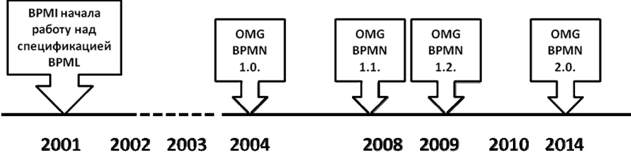 BPMI начала
работу над
спецификацией
BPML
OMG
BPMN
1.0.
OMG
BPMN
1.1.
OMG
BPMN
1.2.
OMG
BPMN
2.0.
2001 2002 2003 2004 2008 2009 2010 2014